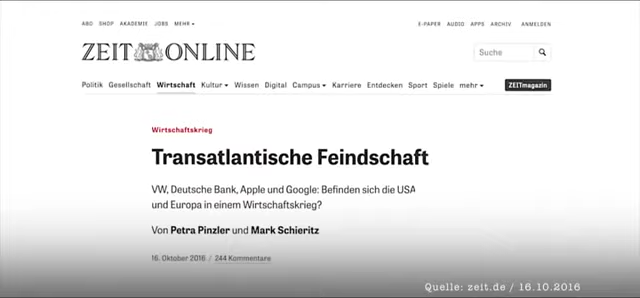 ABO SHOP AKADEMIE JOBS MEHR
E-PAPER AUDIO APPS ARCHIV ANMELDEN
ZEIT ONLINE
Suche
Politik Gesellschaft Wirtschaft Kultur Wissen Digital Campus Karriere Entdecken Sport Spiele mehr ZEITmagazin
Wirtschaftskrieg
Transatlantische Feindschaft
VW, Deutsche Bank, Apple und Google: Befinden sich die USA
und Europa in einem Wirtschaftskrieg?
Von Petra Pinzler und Mark Schieritz
16. Oktober 2016 / 244 Kommentare
Quelle: zeit.de / 16.10.2016